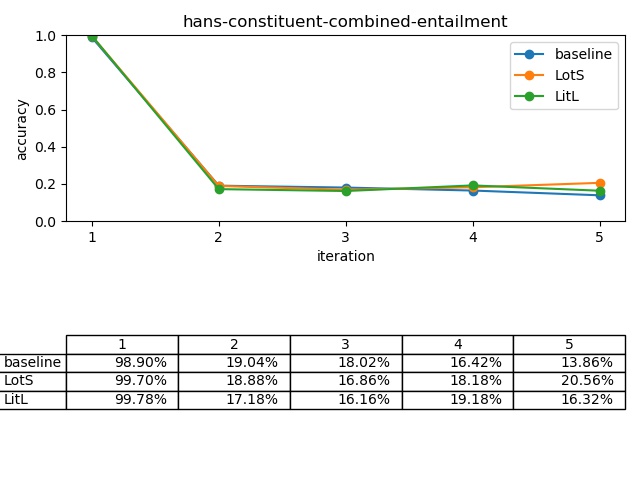 hans-constituent-combined-entailment
1.0
0.8
0.6
0.4
0.2
0.0
accuracy
baseline
LotS
LitL
1 2 3 4 5
iteration
1 2 3 4 5
baseline 98.90% 19.04% 18.02% 16.42% 13.86%
LotS 99.70% 18.88% 16.86% 18.18% 20.56%
LitL 99.78% 17.18% 16.16% 19.18% 16.32%